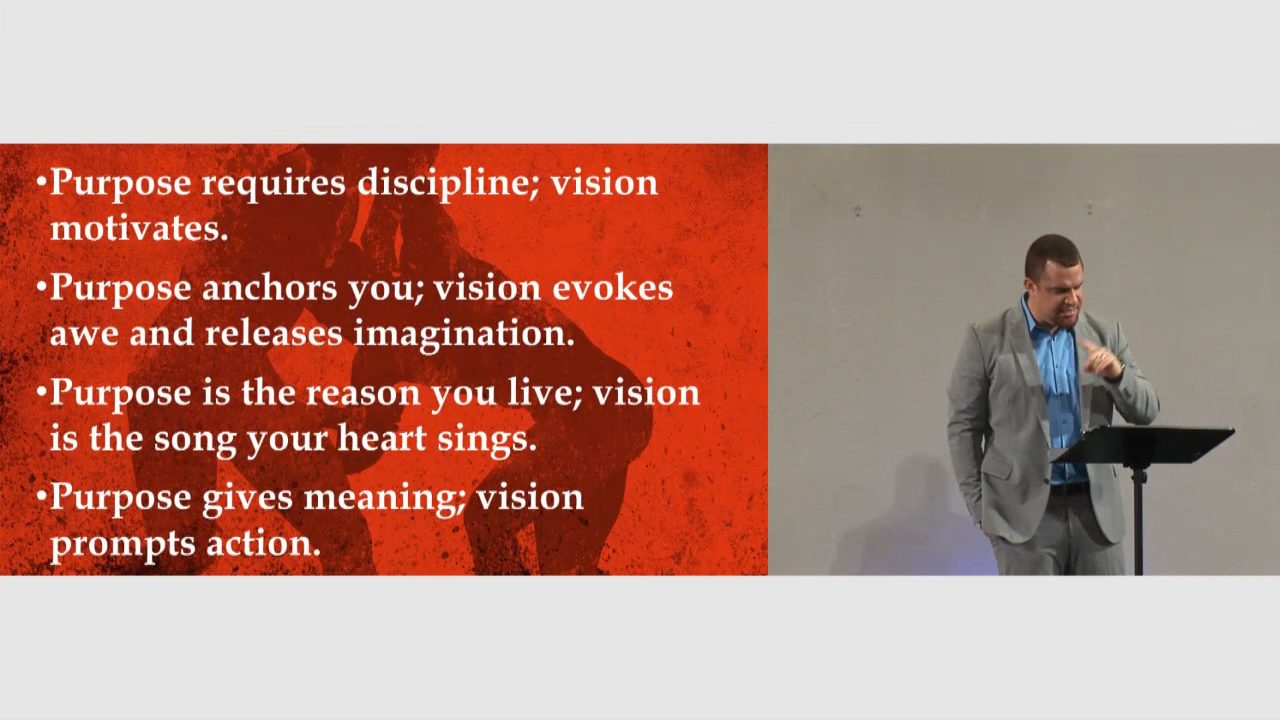 •Purpose requires discipline; vision
motivates.
•Purpose anchors you; vision evokes
awe and releases imagination.
•Purpose is the reason you live; vision
is the song your heart sings.
•Purpose gives meaning; vision
prompts action.